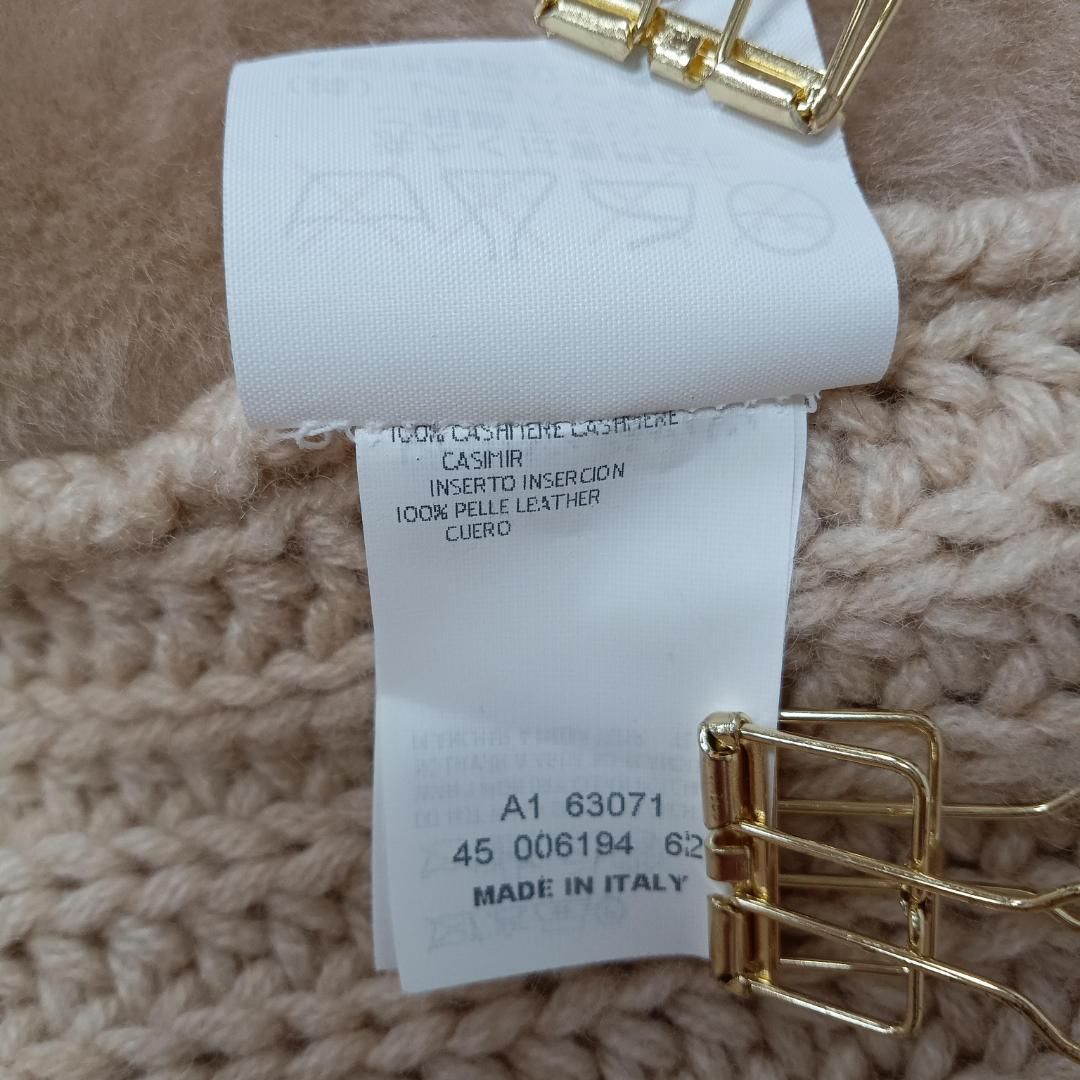 100% CASHMERE CASHMERE
CASIMIR
INSERTO INSERCION
100% PELLE LEATHER
CUERO
A1 63071
45 006194 62
MADE IN ITALY